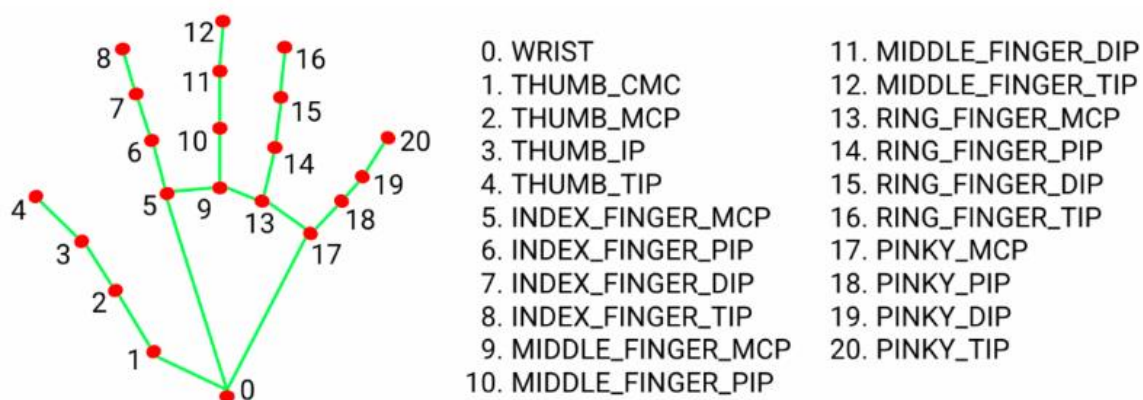 12
8
16
11
7
15
10
20
6
14
19
4
5
9
13
18
3
17
2
1
0
0. WRIST
1. THUMB_CMC
2. THUMB_MCP
3. THUMB_IP
4. THUMB_TIP
5. INDEX_FINGER_MCP
6. INDEX_FINGER_PIP
7. INDEX_FINGER_DIP
8. INDEX_FINGER_TIP
9. MIDDLE_FINGER_MCP
10. MIDDLE_FINGER_PIP
11. MIDDLE_FINGER_DIP
12. MIDDLE_FINGER_TIP
13. RING_FINGER_MCP
14. RING_FINGER_PIP
15. RING_FINGER_DIP
16. RING_FINGER_TIP
17. PINKY_MCP
18. PINKY_PIP
19. PINKY_DIP
20. PINKY_TIP